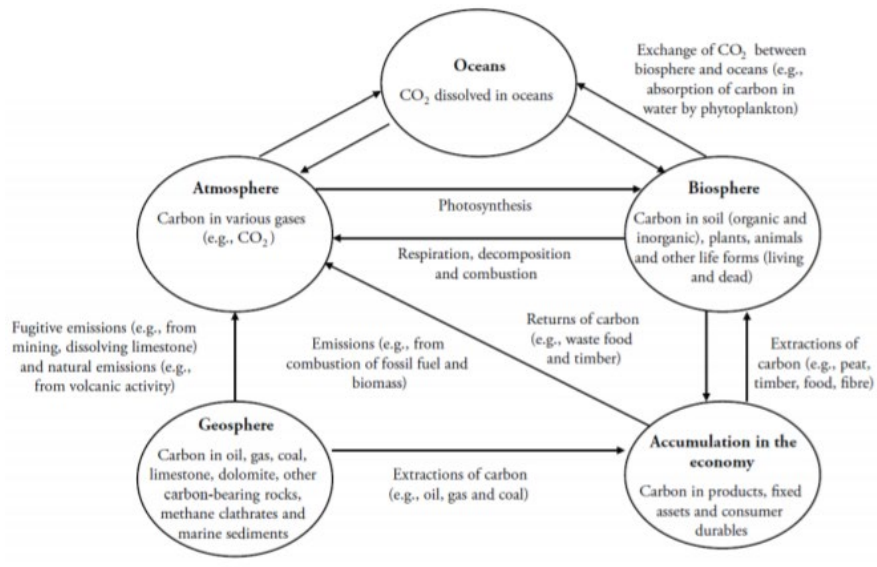 Oceans
CO₂ dissolved in oceans
Exchange of CO₂ between
biosphere and oceans (e.g.,
absorption of carbon in
water by phytoplankton)
Atmosphere
Carbon in various gases
(e.g., CO₂)
Photosynthesis
Respiration, decomposition
and combustion
Biosphere
Carbon in soil (organic and
inorganic), plants, animals
and other life forms (living
and dead)
Fugitive emissions (e.g., from
mining, dissolving limestone)
and natural emissions (e.g.,
from volcanic activity)
Emissions (e.g., from
combustion of fossil fuel and
biomass)
Returns of carbon
(e.g., waste food
and timber)
Extractions of
carbon (e.g., peat,
timber, food, fibre)
Geosphere
Carbon in oil, gas, coal,
limestone, dolomite, other
carbon-bearing rocks,
methane clathrates and
marine sediments
Extractions of carbon
(e.g., oil, gas and coal)
Accumulation in the
economy
Carbon in products, fixed
assets and consumer
durables